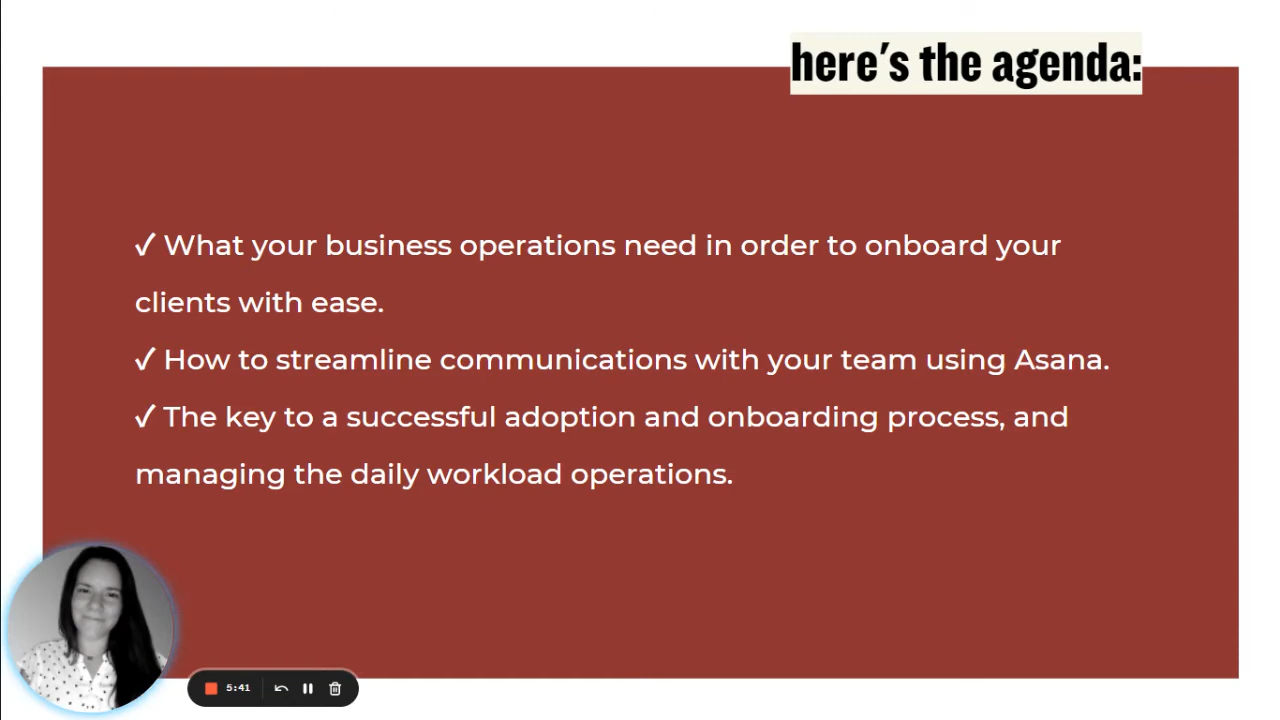 here's the agenda:
✓ What your business operations need in order to onboard your
clients with ease.
✓ How to streamline communications with your team using Asana.
✓ The key to a successful adoption and onboarding process, and
managing the daily workload operations.
5:41